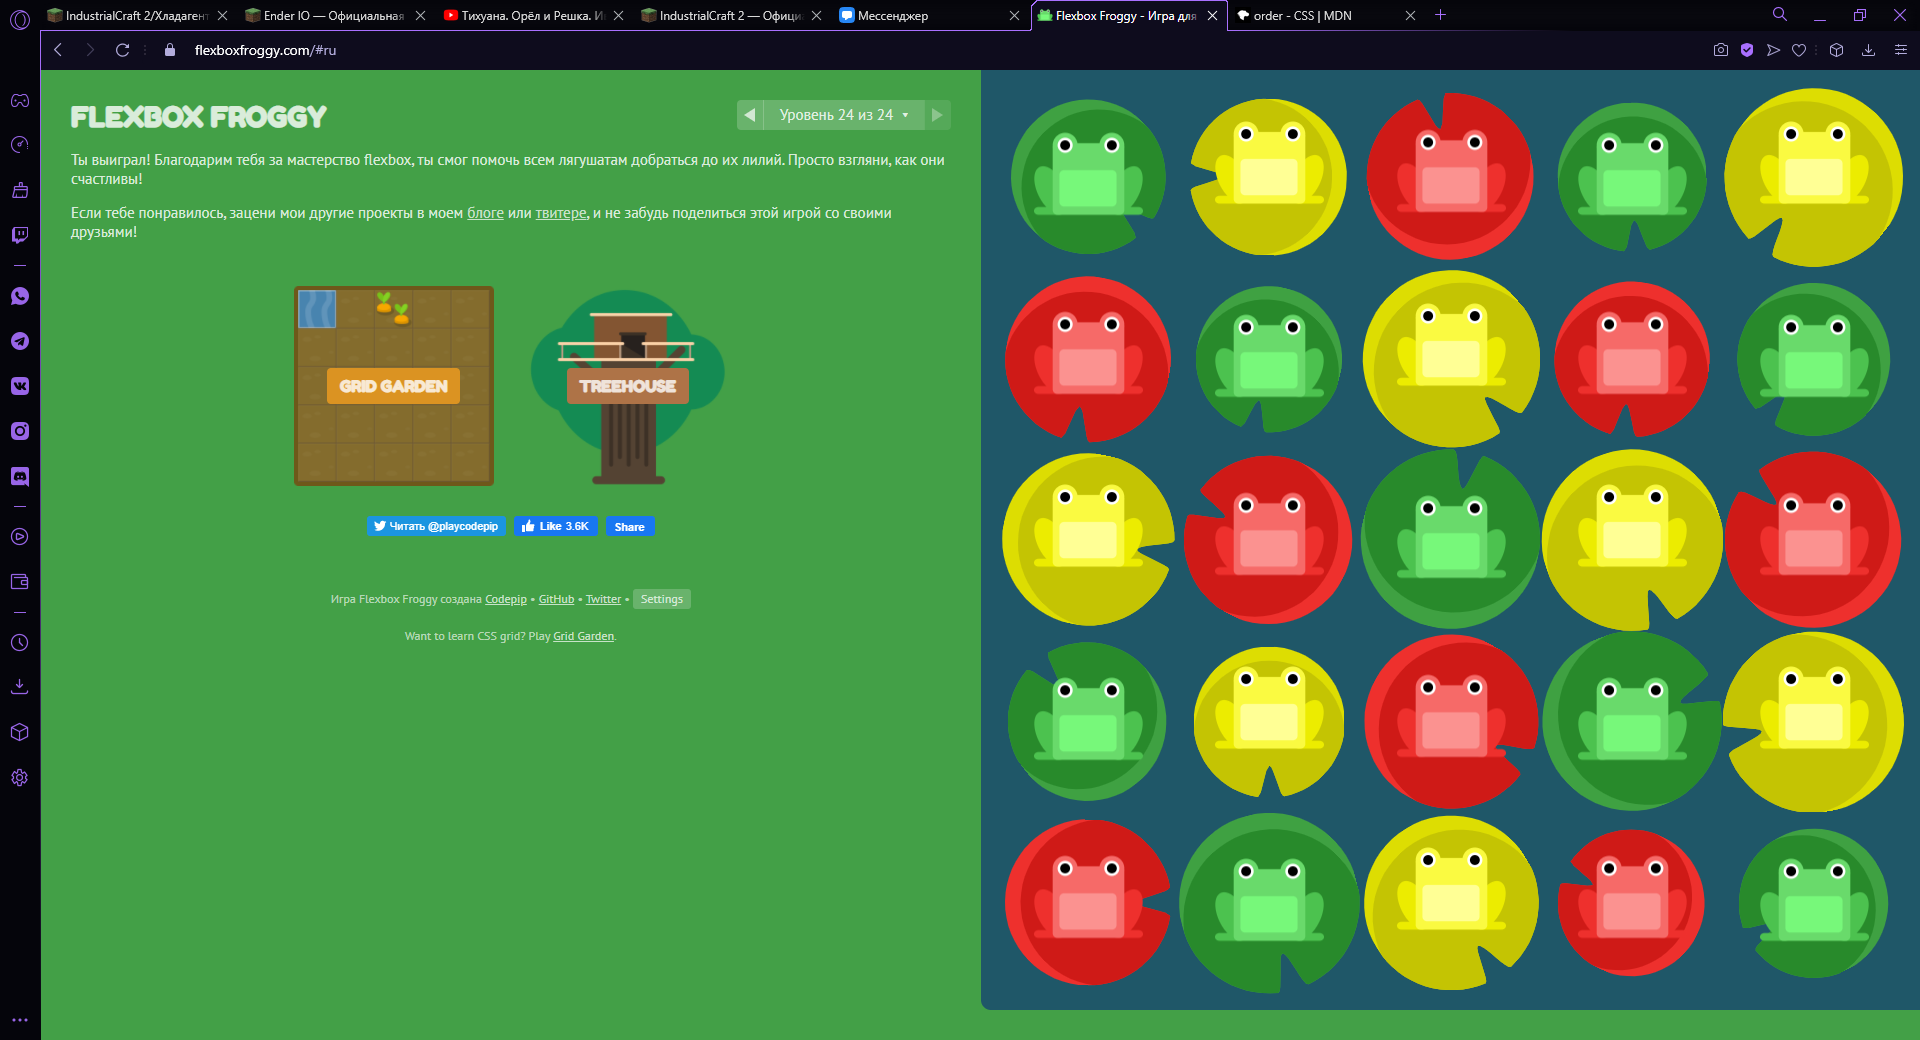 IndustrialCraft 2/Хладагент
Ender IO — Официальная
Тихуана. Орёл и Решка. И
IndustrialCraft 2 — Офици
Мессенджер
Flexbox Froggy - Игра для
order - CSS | MDN
flexboxfroggy.com/#ru
FLEXBOX FROGGY
Уровень 24 из 24
Ты выиграл! Благодарим тебя за мастерство flexbox, ты смог помочь всем лягушатам добраться до их лилий. Просто взгляни, как они
счастливы!
Если тебе понравилось, зацени мои другие проекты в моем блоге или твитере, и не забудь поделиться этой игрой со своими
друзьями!
GRID GARDEN
TREEHOUSE
Читать @playcodepip
Like 3.6K
Share
Игра Flexbox Froggy создана Codepip • GitHub • Twitter • Settings
Want to learn CSS grid? Play Grid Garden.